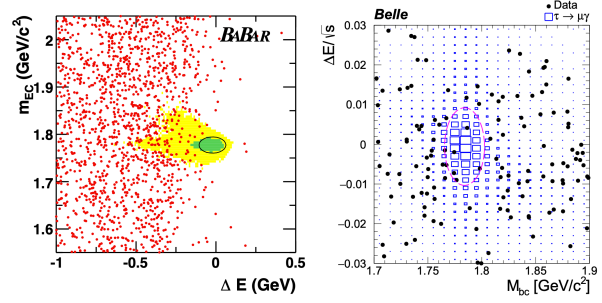 BABAR
m_EC (GeV/c²)
2
1.9
1.8
1.7
1.6
-1
-0.5
0
0.5
Δ E (GeV)
Belle
Data
τ → μγ
ΔE/√s
0.03
0.02
0.01
0
−0.01
−0.02
−0.03
1.7
1.75
1.8
1.85
1.9
M_bc [GeV/c²]